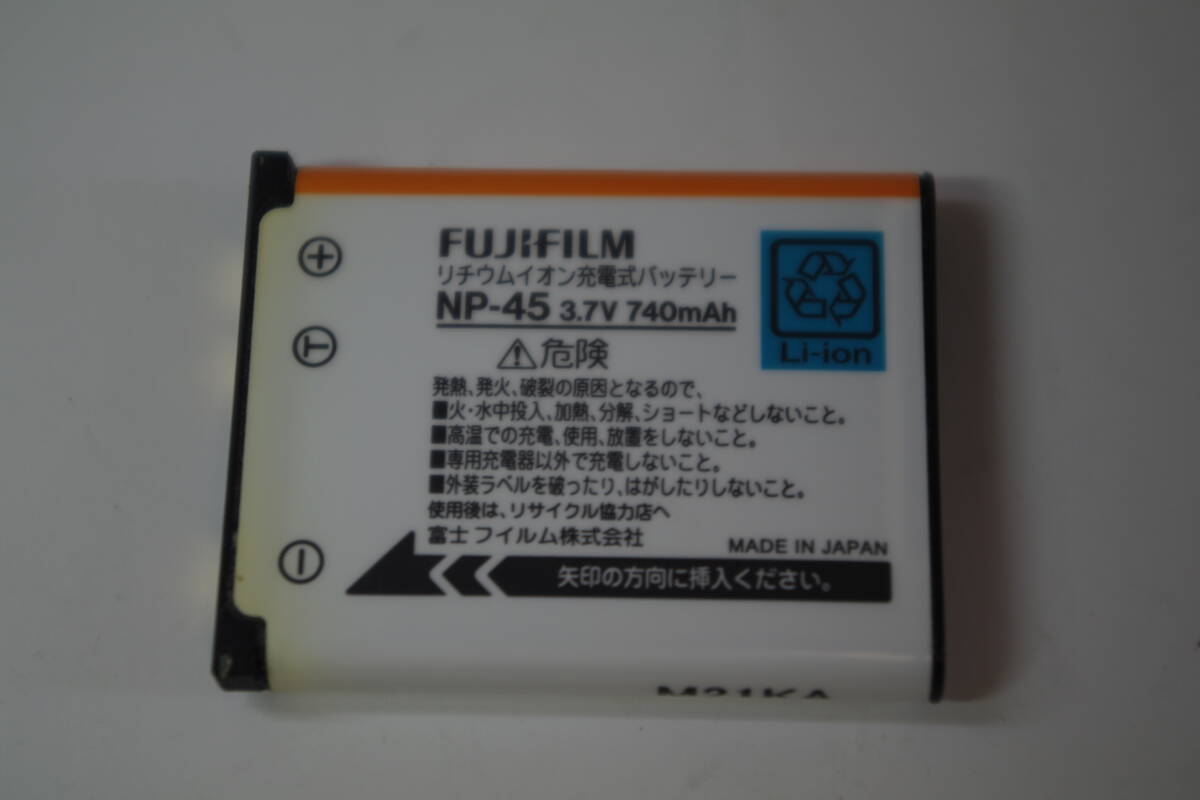 FUJIFILM
リチウムイオン充電式バッテリー
NP-45 3.7V 740mAh
Li-ion
⚠危険
発熱、発火、破裂の原因となるので、
■火・水中投入、加熱、分解、ショートなどしないこと。
■高温での充電、使用、放置をしないこと。
■専用充電器以外で充電しないこと。
■外装ラベルを破ったり、はがしたりしないこと。
使用後は、リサイクル協力店へ
富士フイルム株式会社
MADE IN JAPAN
矢印の方向に挿入ください。
+
T
−